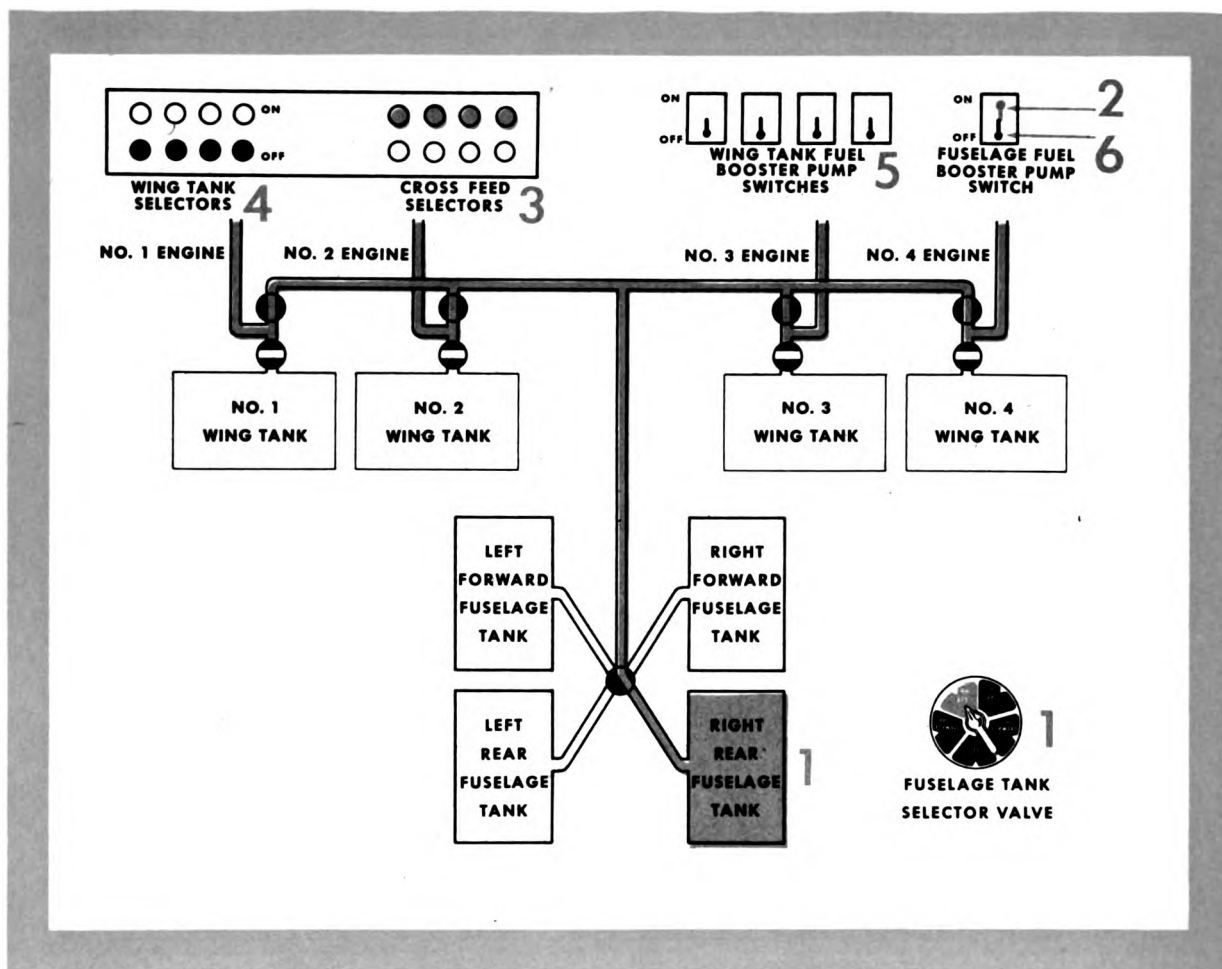 ON
OFF
WING TANK
SELECTORS
4
CROSS FEED
SELECTORS
3
ON
OFF
WING TANK FUEL
BOOSTER PUMP
SWITCHES
5
ON
OFF
2
6
FUSELAGE FUEL
BOOSTER PUMP
SWITCH
NO. 1 ENGINE
NO. 2 ENGINE
NO. 3 ENGINE
NO. 4 ENGINE
NO. 1
WING TANK
NO. 2
WING TANK
NO. 3
WING TANK
NO. 4
WING TANK
LEFT
FORWARD
FUSELAGE
TANK
RIGHT
FORWARD
FUSELAGE
TANK
LEFT
REAR
FUSELAGE
TANK
RIGHT
REAR
FUSELAGE
TANK
1
1
FUSELAGE TANK
SELECTOR VALVE